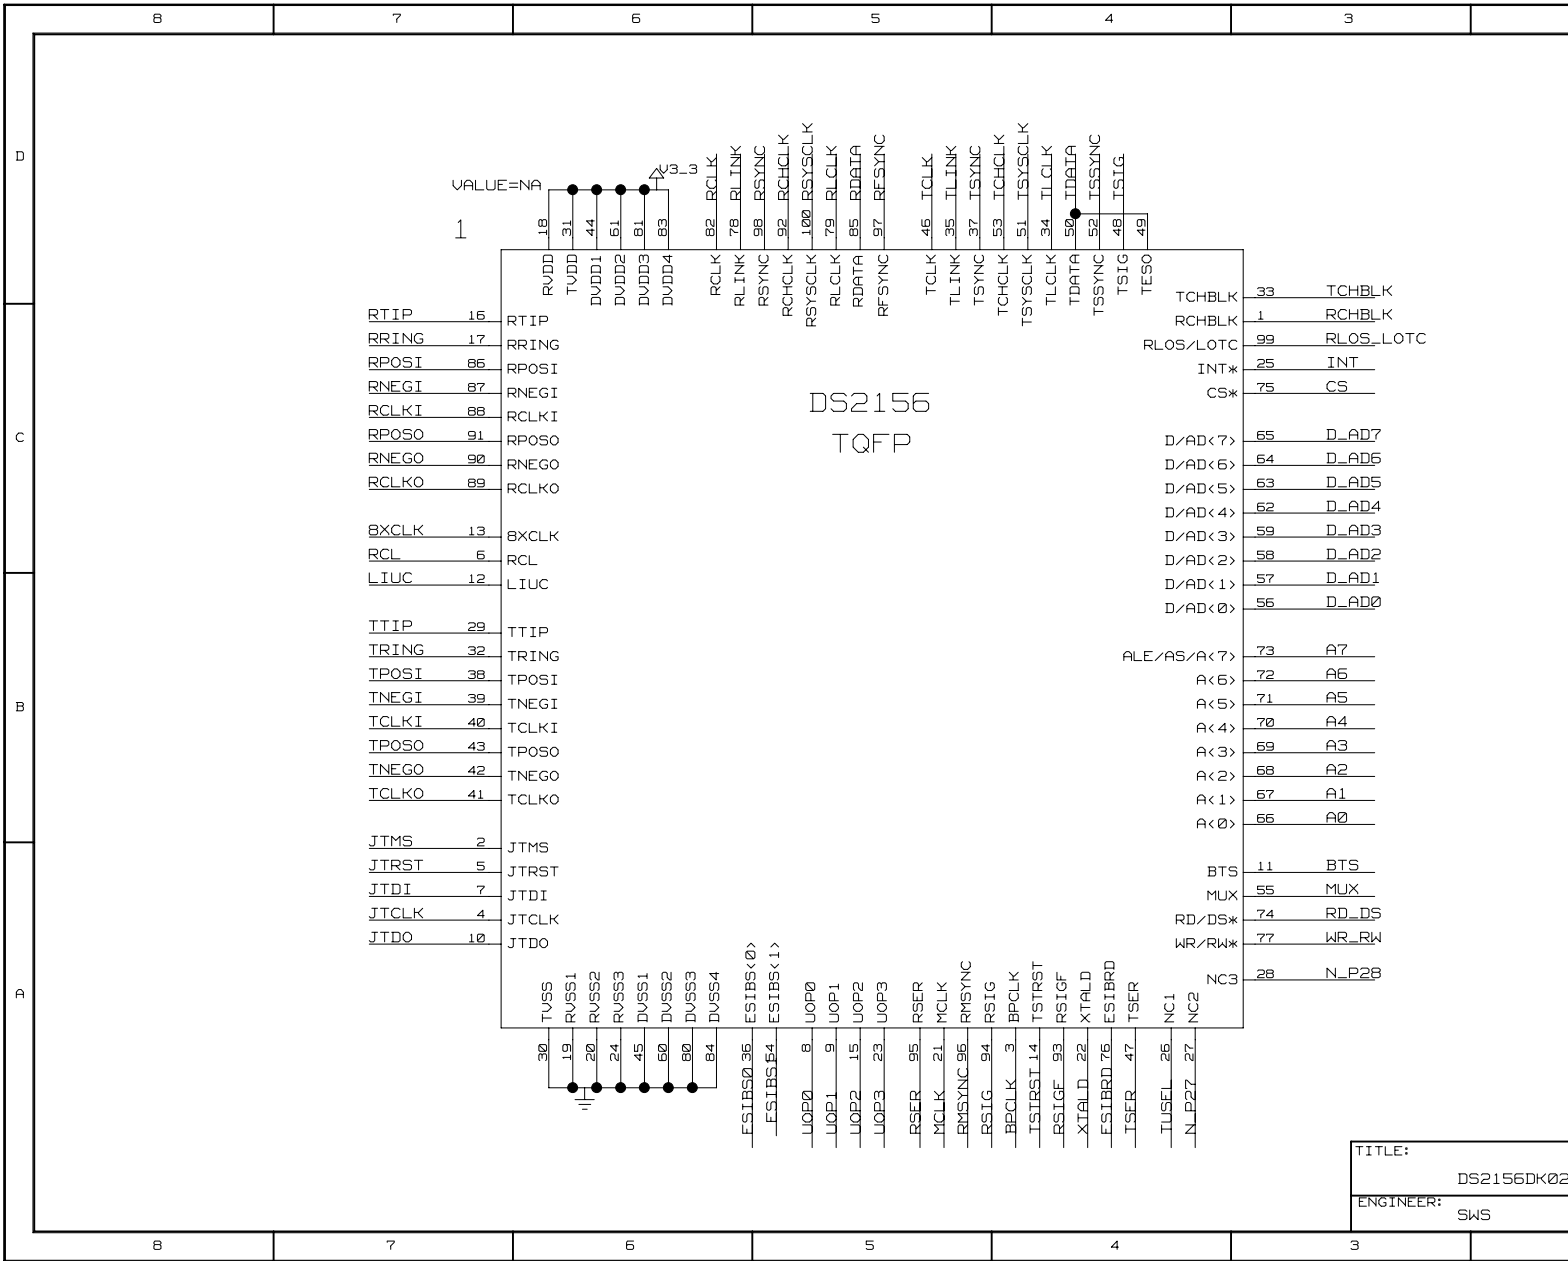 8 7 6 5 4 3
D
C
B
A
VALUE=NA
V3_3
1
RCLK RLINK RSYNC RCHCLK RSYSCLK RLCLK RDATA RFSYNC TCLK TLINK TSYNC TCHCLK TSYSCLK TLCLK TDATA TSSYNC TSIG
18 31 44 61 81 83 82 78 98 92 100 79 85 97 46 35 37 53 51 34 50 52 48 49
RVDD TVDD DVDD1 DVDD2 DVDD3 DVDD4 RCLK RLINK RSYNC RCHCLK RSYSCLK RLCLK RDATA RFSYNC TCLK TLINK TSYNC TCHCLK TSYSCLK TLCLK TDATA TSSYNC TSIG TESO
DS2156
TQFP
RTIP 16 RTIP
RRING 17 RRING
RPOSI 86 RPOSI
RNEGI 87 RNEGI
RCLKI 88 RCLKI
RPOSO 91 RPOSO
RNEGO 90 RNEGO
RCLKO 89 RCLKO
8XCLK 13 8XCLK
RCL 6 RCL
LIUC 12 LIUC
TTIP 29 TTIP
TRING 32 TRING
TPOSI 38 TPOSI
TNEGI 39 TNEGI
TCLKI 40 TCLKI
TPOSO 43 TPOSO
TNEGO 42 TNEGO
TCLKO 41 TCLKO
JTMS 2 JTMS
JTRST 5 JTRST
JTDI 7 JTDI
JTCLK 4 JTCLK
JTDO 10 JTDO
TCHBLK 33 TCHBLK
RCHBLK 1 RCHBLK
RLOS/LOTC 99 RLOS_LOTC
INT* 25 INT
CS* 75 CS
D/AD<7> 65 D_AD7
D/AD<6> 64 D_AD6
D/AD<5> 63 D_AD5
D/AD<4> 62 D_AD4
D/AD<3> 59 D_AD3
D/AD<2> 58 D_AD2
D/AD<1> 57 D_AD1
D/AD<0> 56 D_AD0
ALE/AS/A<7> 73 A7
A<6> 72 A6
A<5> 71 A5
A<4> 70 A4
A<3> 69 A3
A<2> 68 A2
A<1> 67 A1
A<0> 66 A0
BTS 11 BTS
MUX 55 MUX
RD/DS* 74 RD_DS
WR/RW* 77 WR_RW
NC3 28 N_P28
TVSS RVSS1 RVSS2 RVSS3 DVSS1 DVSS2 DVSS3 DVSS4 ESIBS<0> ESIBS<1> UOP0 UOP1 UOP2 UOP3 RSER MCLK RMSYNC RSIG BPCLK TSTRST RSIGF XTALD ESIBRD TSER NC1 NC2
30 19 20 24 45 60 80 84 36 54 8 9 15 23 95 21 96 94 3 14 93 22 76 47 26 27
ESIBS0 ESIBS1 UOP0 UOP1 UOP2 UOP3 RSER MCLK RMSYNC RSIG BPCLK TSTRST RSIGF XTALD ESIBRD TSER TUSEL N_P27
TITLE:
DS2156DK02
ENGINEER:
SWS
8 7 6 5 4 3